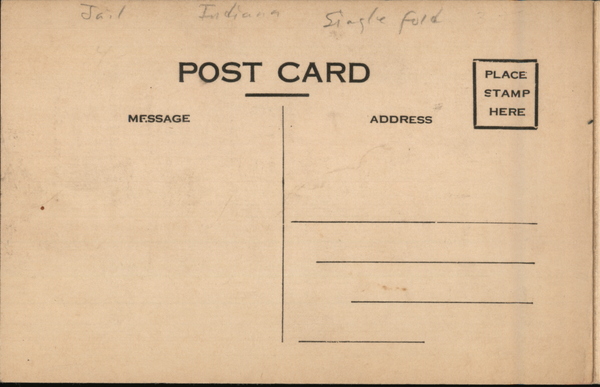 Jail Indiana Single fold
POST CARD
PLACE
STAMP
HERE
MESSAGE
ADDRESS